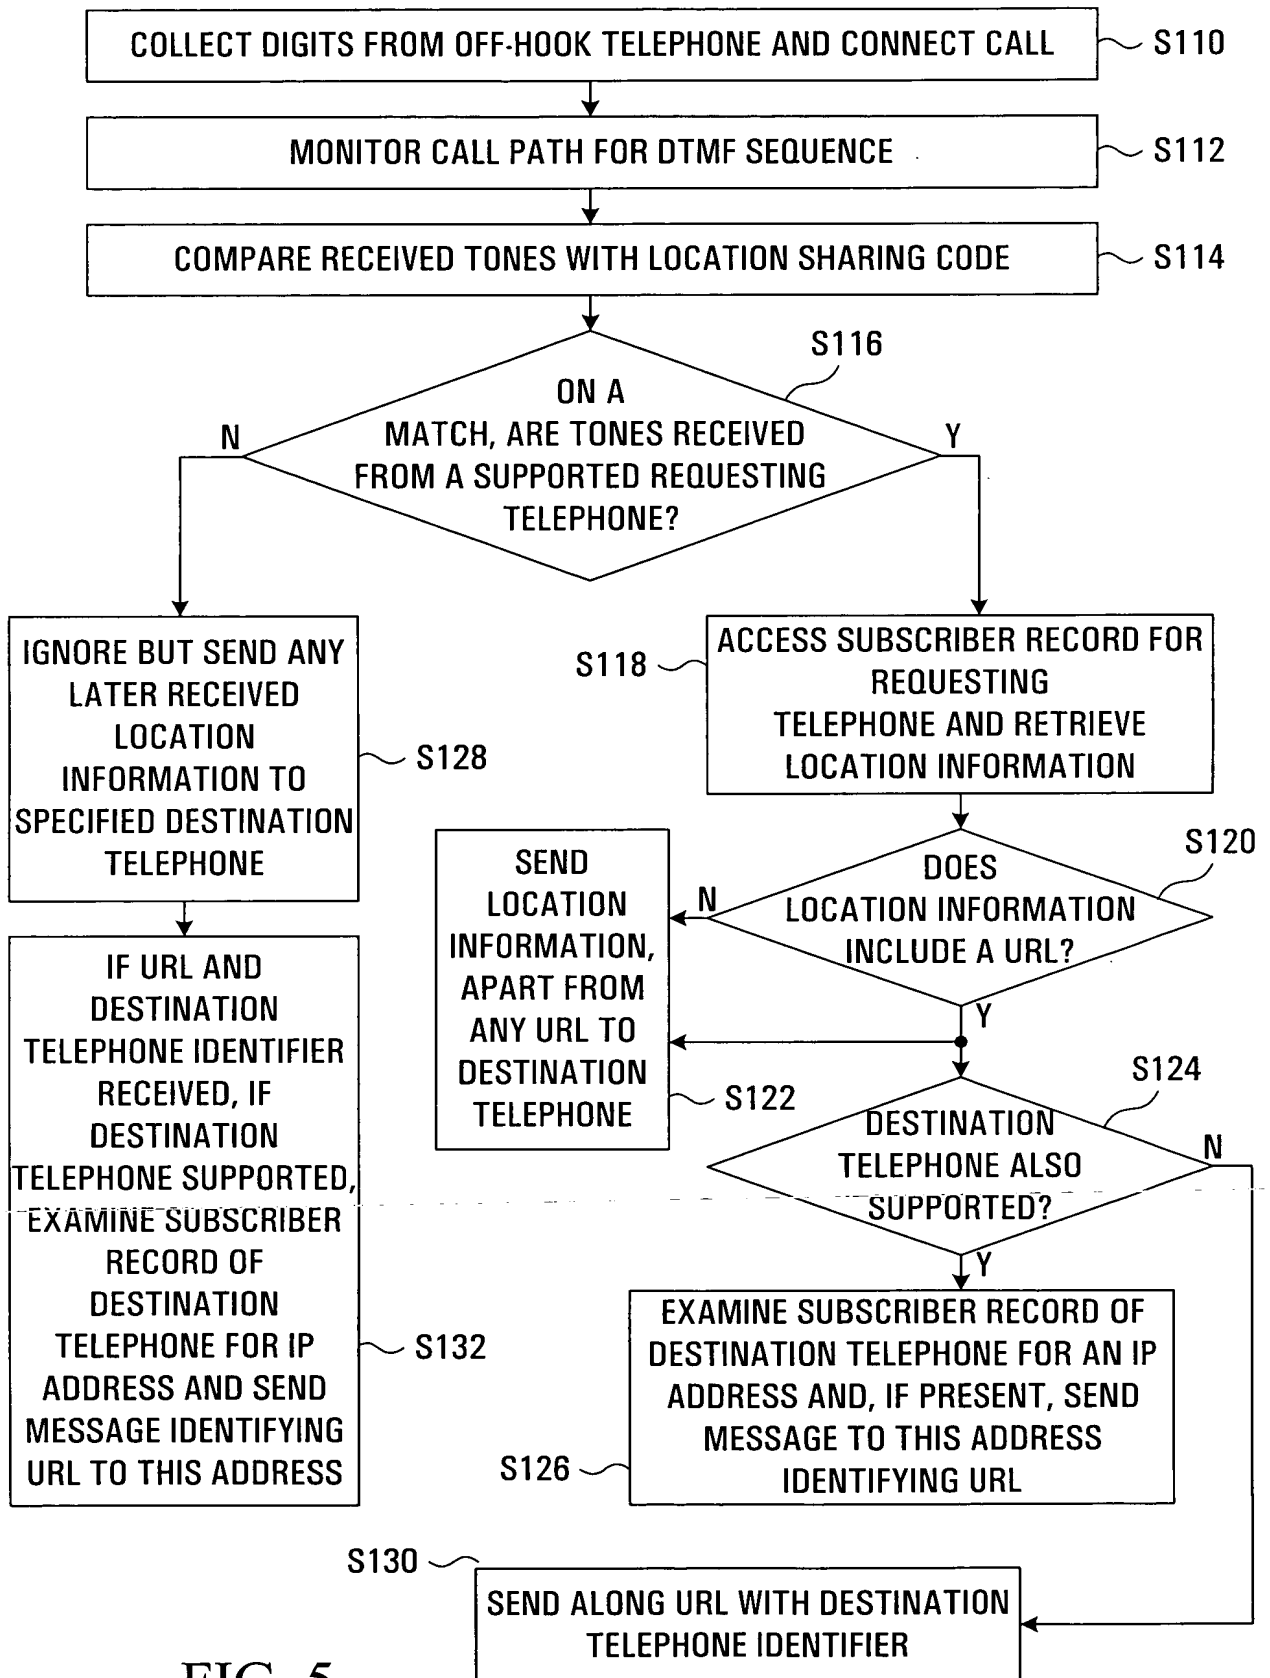 COLLECT DIGITS FROM OFF-HOOK TELEPHONE AND CONNECT CALL
S110
MONITOR CALL PATH FOR DTMF SEQUENCE
S112
COMPARE RECEIVED TONES WITH LOCATION SHARING CODE
S114
S116
ON A
MATCH, ARE TONES RECEIVED
FROM A SUPPORTED REQUESTING
TELEPHONE?
N
Y
IGNORE BUT SEND ANY
LATER RECEIVED
LOCATION
INFORMATION TO
SPECIFIED DESTINATION
TELEPHONE
S128
S118
ACCESS SUBSCRIBER RECORD FOR
REQUESTING
TELEPHONE AND RETRIEVE
LOCATION INFORMATION
S120
DOES
LOCATION INFORMATION
INCLUDE A URL?
N
Y
SEND
LOCATION
INFORMATION,
APART FROM
ANY URL TO
DESTINATION
TELEPHONE
S122
S124
DESTINATION
TELEPHONE ALSO
SUPPORTED?
N
Y
IF URL AND
DESTINATION
TELEPHONE IDENTIFIER
RECEIVED, IF
DESTINATION
TELEPHONE SUPPORTED,
EXAMINE SUBSCRIBER
RECORD OF
DESTINATION
TELEPHONE FOR IP
ADDRESS AND SEND
MESSAGE IDENTIFYING
URL TO THIS ADDRESS
S132
EXAMINE SUBSCRIBER RECORD OF
DESTINATION TELEPHONE FOR AN IP
ADDRESS AND, IF PRESENT, SEND
MESSAGE TO THIS ADDRESS
IDENTIFYING URL
S126
S130
SEND ALONG URL WITH DESTINATION
TELEPHONE IDENTIFIER
FIG. 5